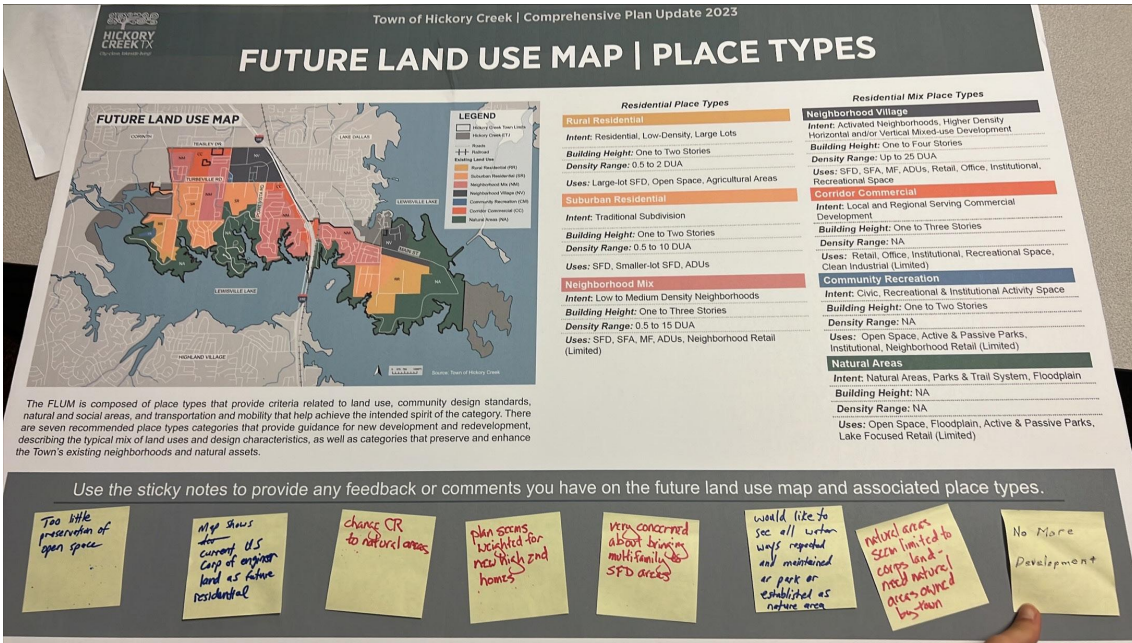 Town of Hickory Creek | Comprehensive Plan Update 2023
HICKORY
CREEK TX
FUTURE LAND USE MAP | PLACE TYPES
FUTURE LAND USE MAP
CORINTH
TEASLEY DR
TURBEVILLE RD
LAKE DALLAS
LEWISVILLE LAKE
MAIN ST
LEWISVILLE LAKE
HIGHLAND VILLAGE
Source: Town of Hickory Creek
LEGEND
Hickory Creek Town Limits
Hickory Creek ETJ
Roads
Railroad
Existing Land Use
Rural Residential (RR)
Suburban Residential (SR)
Neighborhood Mix (NM)
Neighborhood Village (NV)
Community Recreation (CM)
Corridor Commercial (CC)
Natural Areas (NA)
The FLUM is composed of place types that provide criteria related to land use, community design standards,
natural and social areas, and transportation and mobility that help achieve the intended spirit of the category. There
are seven recommended place types categories that provide guidance for new development and redevelopment,
describing the typical mix of land uses and design characteristics, as well as categories that preserve and enhance
the Town's existing neighborhoods and natural assets.
Residential Place Types
Rural Residential
Intent: Residential, Low-Density, Large Lots
Building Height: One to Two Stories
Density Range: 0.5 to 2 DUA
Uses: Large-lot SFD, Open Space, Agricultural Areas
Suburban Residential
Intent: Traditional Subdivision
Building Height: One to Two Stories
Density Range: 0.5 to 10 DUA
Uses: SFD, Smaller-lot SFD, ADUs
Neighborhood Mix
Intent: Low to Medium Density Neighborhoods
Building Height: One to Three Stories
Density Range: 0.5 to 15 DUA
Uses: SFD, SFA, MF, ADUs, Neighborhood Retail
(Limited)
Residential Mix Place Types
Neighborhood Village
Intent: Activated Neighborhoods, Higher Density
Horizontal and/or Vertical Mixed-use Development
Building Height: One to Four Stories
Density Range: Up to 25 DUA
Uses: SFD, SFA, MF, ADUs, Retail, Office, Institutional,
Recreational Space
Corridor Commercial
Intent: Local and Regional Serving Commercial
Development
Building Height: One to Three Stories
Density Range: NA
Uses: Retail, Office, Institutional, Recreational Space,
Clean Industrial (Limited)
Community Recreation
Intent: Civic, Recreational & Institutional Activity Space
Building Height: One to Two Stories
Density Range: NA
Uses: Open Space, Active & Passive Parks,
Institutional, Neighborhood Retail (Limited)
Natural Areas
Intent: Natural Areas, Parks & Trail System, Floodplain
Building Height: NA
Density Range: NA
Uses: Open Space, Floodplain, Active & Passive Parks,
Lake Focused Retail (Limited)
Use the sticky notes to provide any feedback or comments you have on the future land use map and associated place types.
Too little
preservation of
open space
Map shows
current US
Corp of engineer
land as future
residential
change CR
to natural areas
plan seems
weighted for
new high 2nd
homes
very concerned
about bringing
multifamily to
SFD areas
would like to
see all water
ways repected
and maintained
as park or
established as
nature area
natural areas
seem limited to
corps land -
need natural
areas owned
by town
No More
Development